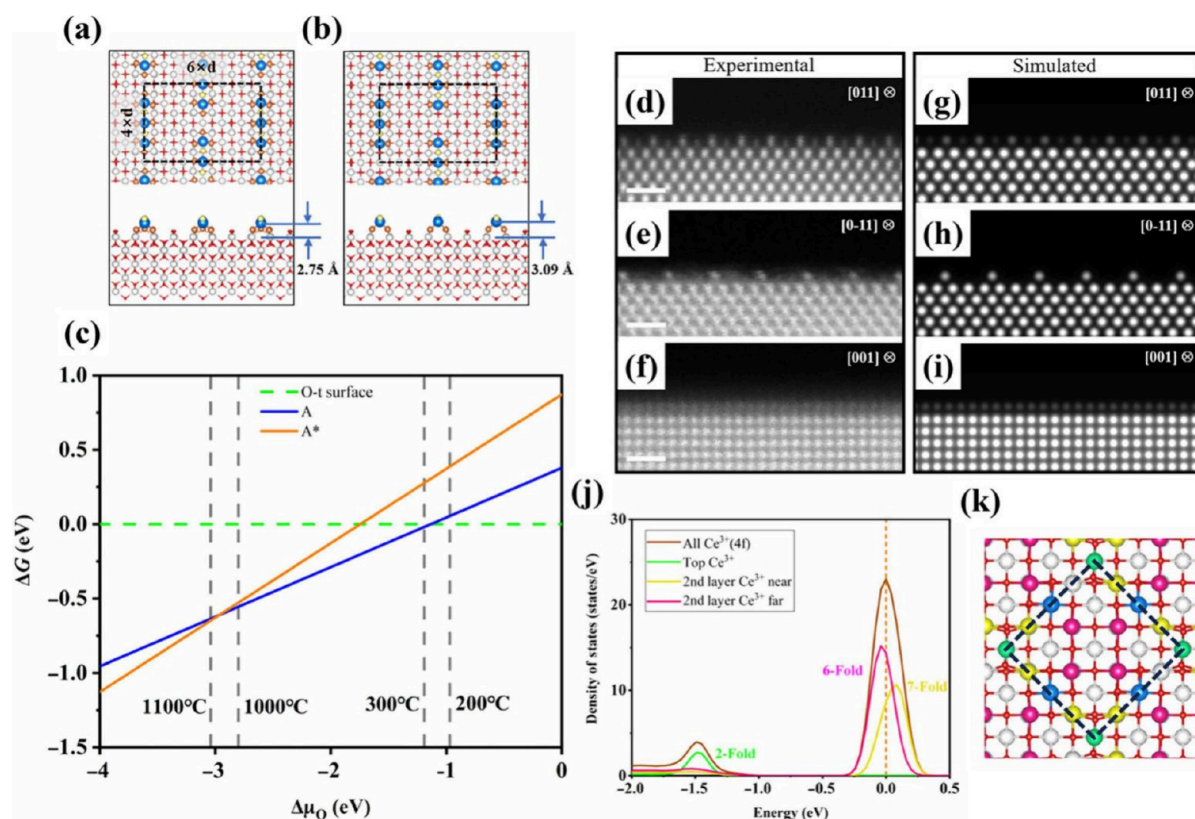 (a)
(b)
6×d
4×d
2.75 Å
3.09 Å
Experimental
Simulated
(d)
[011] ⊗
(g)
[011] ⊗
(e)
[0-11] ⊗
(h)
[0-11] ⊗
(f)
[001] ⊗
(i)
[001] ⊗
(c)
1.0
0.5
0.0
−0.5
−1.0
−1.5
ΔG (eV)
O-t surface
A
A*
1100℃
1000℃
300℃
200℃
−4
−3
−2
−1
0
Δμ_O (eV)
(j)
30
20
10
0
Density of states (states/eV)
All Ce³⁺(4f)
Top Ce³⁺
2nd layer Ce³⁺ near
2nd layer Ce³⁺ far
6-Fold
7-Fold
2-Fold
-2.0
-1.5
-1.0
-0.5
0.0
0.5
Energy (eV)
(k)